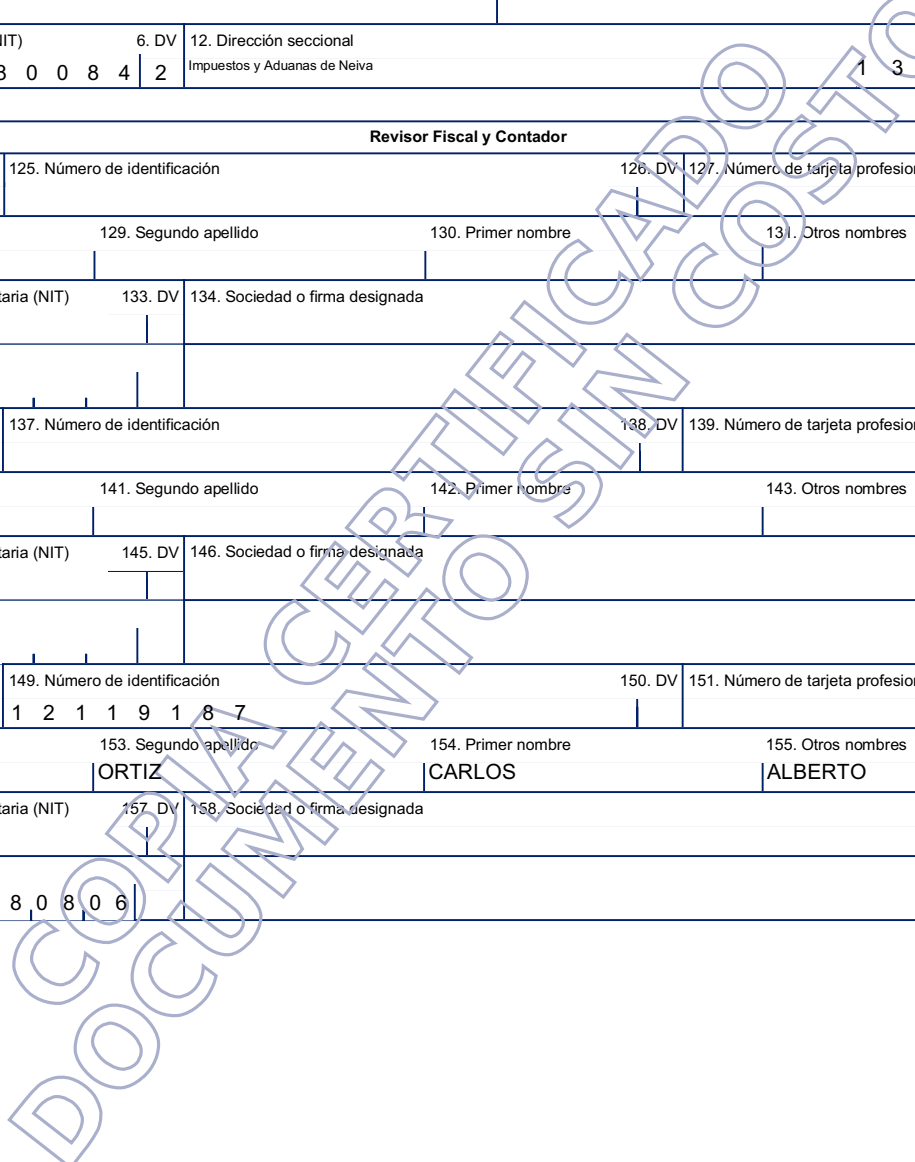 IIT) 6. DV 12. Dirección seccional
8 0 0 8 4 2 Impuestos y Aduanas de Neiva 1 3
Revisor Fiscal y Contador
125. Número de identificación 126. DV 127. Número de tarjeta profesion
129. Segundo apellido 130. Primer nombre 131. Otros nombres
taria (NIT) 133. DV 134. Sociedad o firma designada
137. Número de identificación 138. DV 139. Número de tarjeta profesion
141. Segundo apellido 142. Primer nombre 143. Otros nombres
taria (NIT) 145. DV 146. Sociedad o firma designada
149. Número de identificación 150. DV 151. Número de tarjeta profesion
1 2 1 1 9 1 8 7
153. Segundo apellido 154. Primer nombre 155. Otros nombres
ORTIZ CARLOS ALBERTO
taria (NIT) 157. DV 158. Sociedad o firma designada
8 0 8 0 6
COPIA CERTIFICADO
DOCUMENTO SIN COSTO